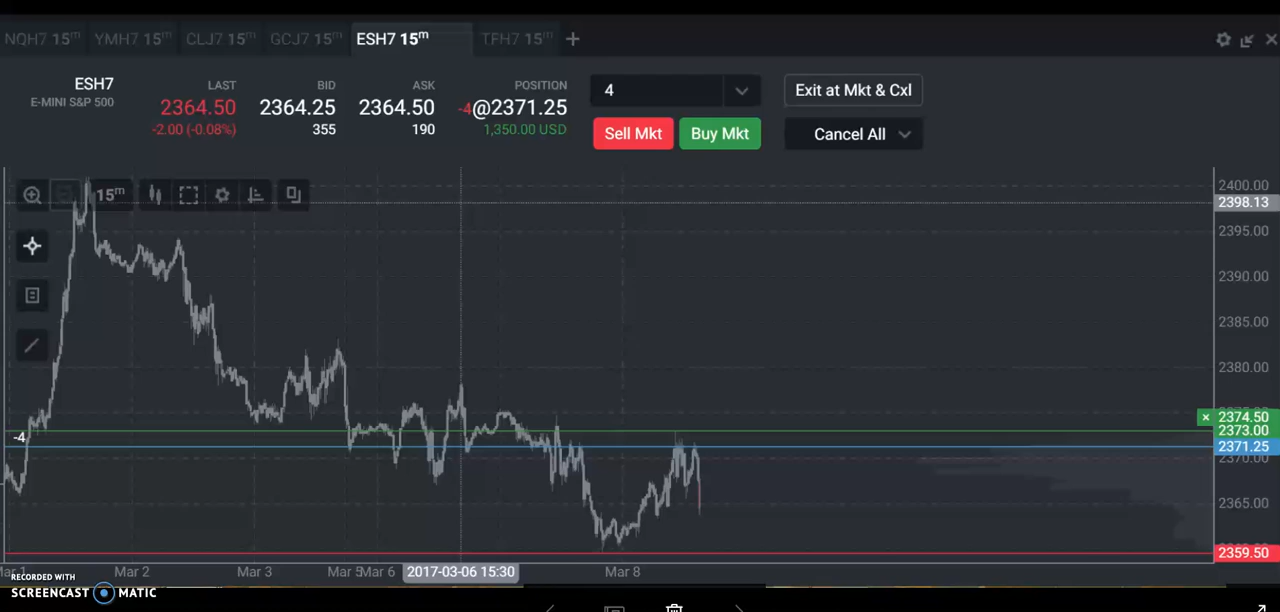 NQH7 15m YMH7 15m CLJ7 15m GCJ7 15m ESH7 15m TFH7 15m +
ESH7
E-MINI S&P 500
LAST
2364.50
-2.00 (-0.08%)
BID
2364.25
355
ASK
2364.50
190
POSITION
-4@2371.25
1,350.00 USD
4
Sell Mkt Buy Mkt
Exit at Mkt & Cxl
Cancel All
15m
2400.00
2398.13
2395.00
2390.00
2385.00
2380.00
2374.50
2373.00
-4
2371.25
2370.00
2365.00
2359.50
Mar 1 Mar 2 Mar 3 Mar 5 Mar 6 2017-03-06 15:30 Mar 8
RECORDED WITH
SCREENCAST MATIC